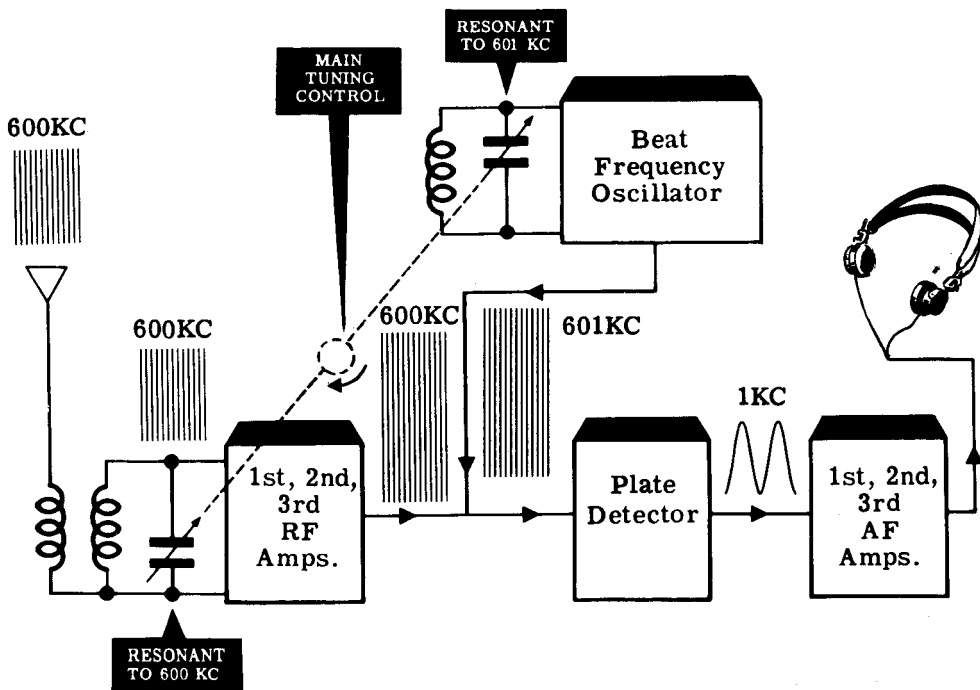 RESONANT
TO 601 KC
MAIN
TUNING
CONTROL
600KC
Beat
Frequency
Oscillator
600KC
600KC
601KC
1KC
1st, 2nd,
3rd
RF
Amps.
Plate
Detector
1st, 2nd,
3rd
AF
Amps.
RESONANT
TO 600 KC